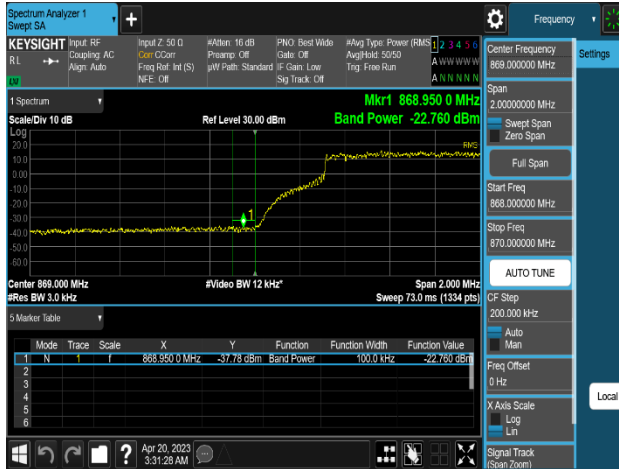 Spectrum Analyzer 1
Swept SA
+
Frequency
KEYSIGHT
RL
Input: RF
Coupling: AC
Align: Auto
Input Z: 50 Ω
Corr CCorr
Freq Ref: Int (S)
NFE: Off
#Atten: 16 dB
Preamp: Off
µW Path: Standard
PNO: Best Wide
Gate: Off
IF Gain: Low
Sig Track: Off
#Avg Type: Power (RMS
Avg|Hold: 50/50
Trig: Free Run
1 2 3 4 5 6
A W W W W W
A N N N N N
1 Spectrum
Scale/Div 10 dB
Ref Level 30.00 dBm
Mkr1 868.950 0 MHz
Band Power -22.760 dBm
Log
RMS
20.0
10.0
0.00
-10.0
-20.0
-30.0
-40.0
-50.0
-60.0
1
Center 869.000 MHz
#Video BW 12 kHz*
Span 2.000 MHz
#Res BW 3.0 kHz
Sweep 73.0 ms (1334 pts)
5 Marker Table
Mode Trace Scale X Y Function Function Width Function Value
1 N 1 f 868.950 0 MHz -37.78 dBm Band Power 100.0 kHz -22.760 dBm
2
3
4
5
6
?
Apr 20, 2023
3:31:28 AM
Center Frequency
869.000000 MHz
Span
2.00000000 MHz
Swept Span
Zero Span
Full Span
Start Freq
868.000000 MHz
Stop Freq
870.000000 MHz
AUTO TUNE
CF Step
200.000 kHz
Auto
Man
Freq Offset
0 Hz
X Axis Scale
Log
Lin
Signal Track
(Span Zoom)
Settings
Local